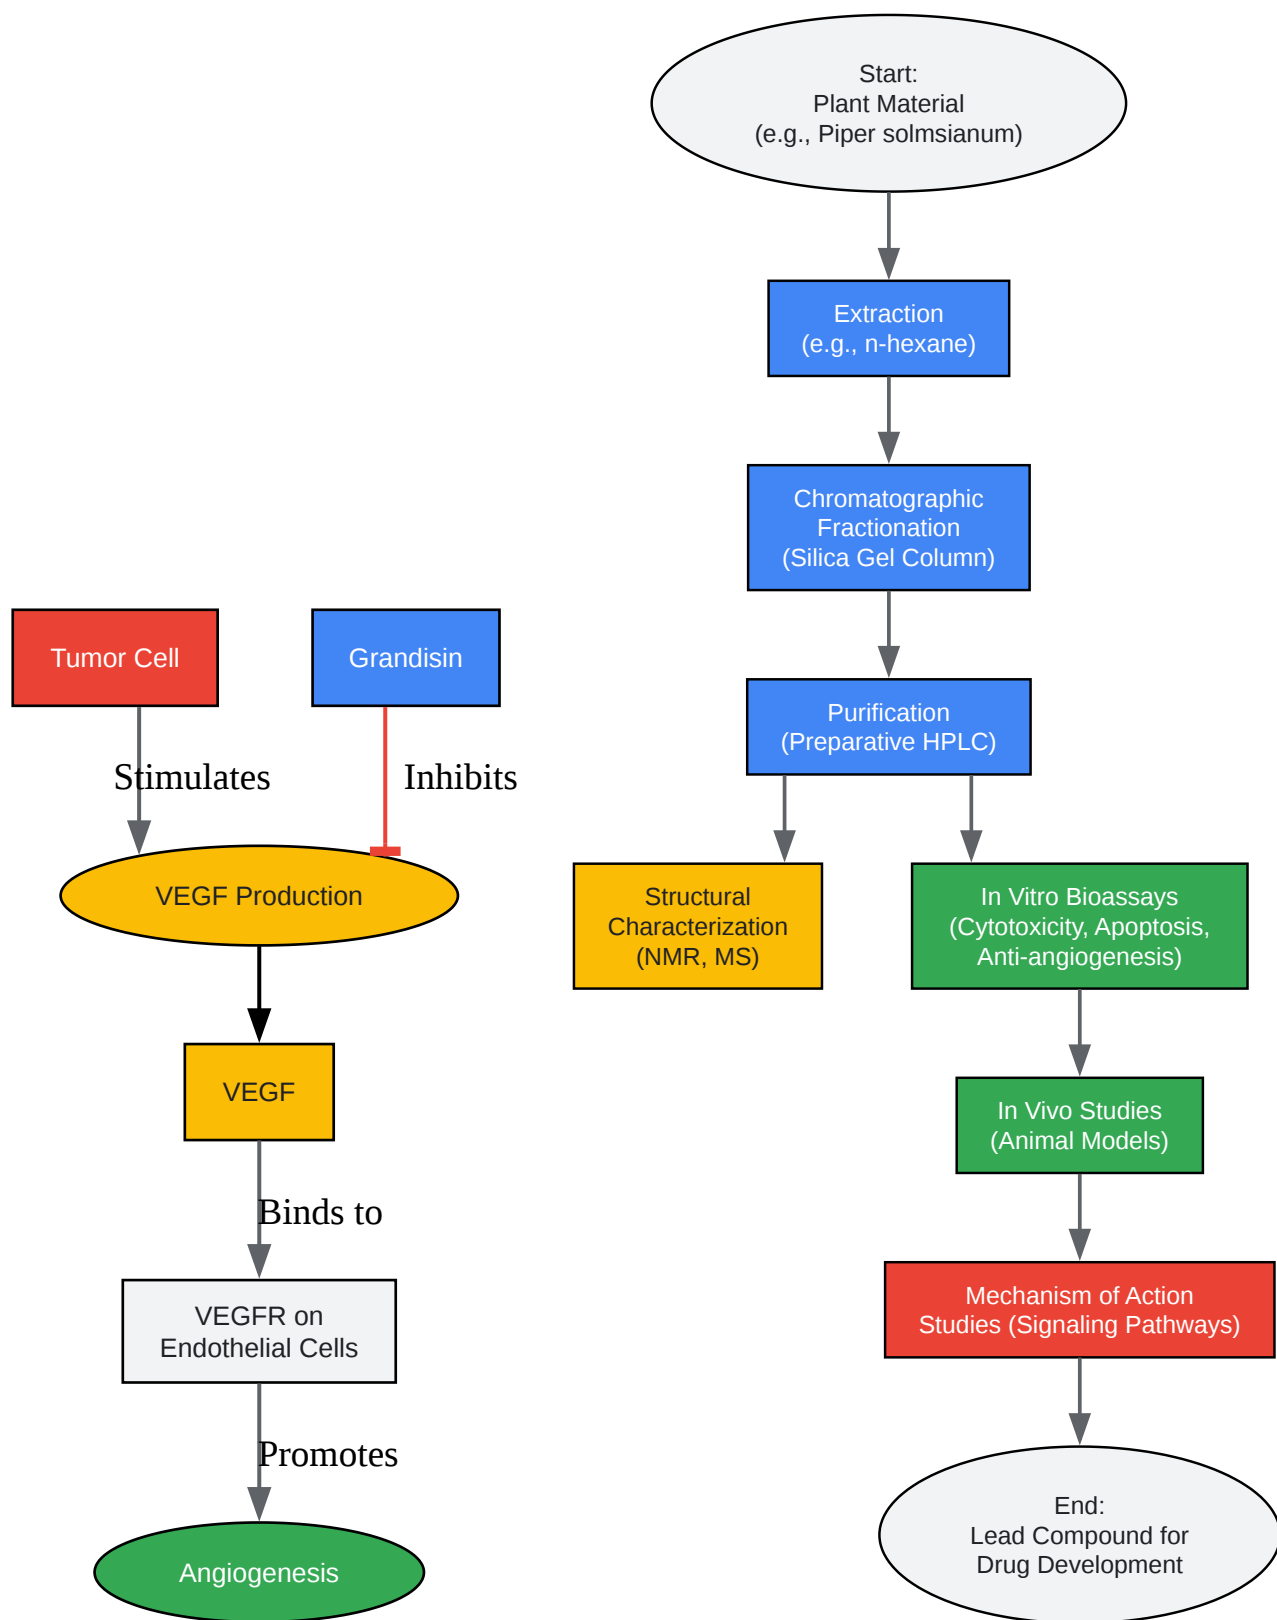 Tumor Cell
Grandisin
Stimulates
Inhibits
VEGF Production
VEGF
Binds to
VEGFR on
Endothelial Cells
Promotes
Angiogenesis
Start:
Plant Material
(e.g., Piper solmsianum)
Extraction
(e.g., n-hexane)
Chromatographic
Fractionation
(Silica Gel Column)
Purification
(Preparative HPLC)
Structural
Characterization
(NMR, MS)
In Vitro Bioassays
(Cytotoxicity, Apoptosis,
Anti-angiogenesis)
In Vivo Studies
(Animal Models)
Mechanism of Action
Studies (Signaling Pathways)
End:
Lead Compound for
Drug Development